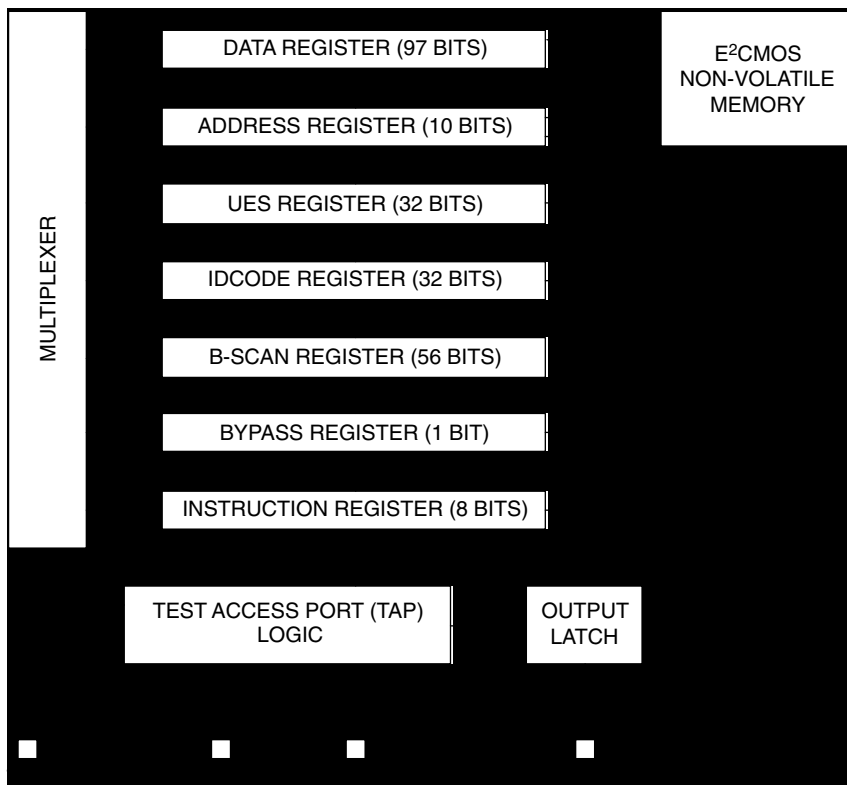 DATA REGISTER (97 BITS)
E²CMOS
NON-VOLATILE
MEMORY
ADDRESS REGISTER (10 BITS)
UES REGISTER (32 BITS)
MULTIPLEXER
IDCODE REGISTER (32 BITS)
B-SCAN REGISTER (56 BITS)
BYPASS REGISTER (1 BIT)
INSTRUCTION REGISTER (8 BITS)
TEST ACCESS PORT (TAP)
LOGIC
OUTPUT
LATCH